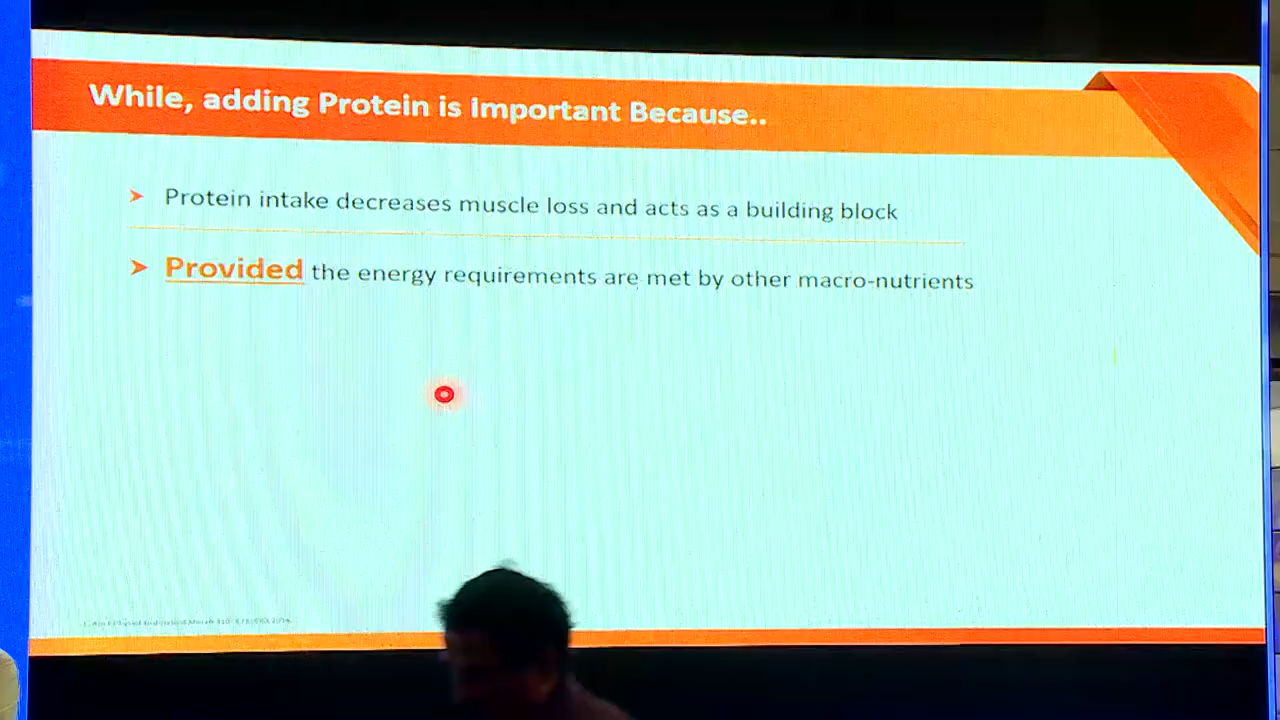 While, adding Protein is Important Because..
➤ Protein intake decreases muscle loss and acts as a building block
➤ Provided the energy requirements are met by other macro-nutrients